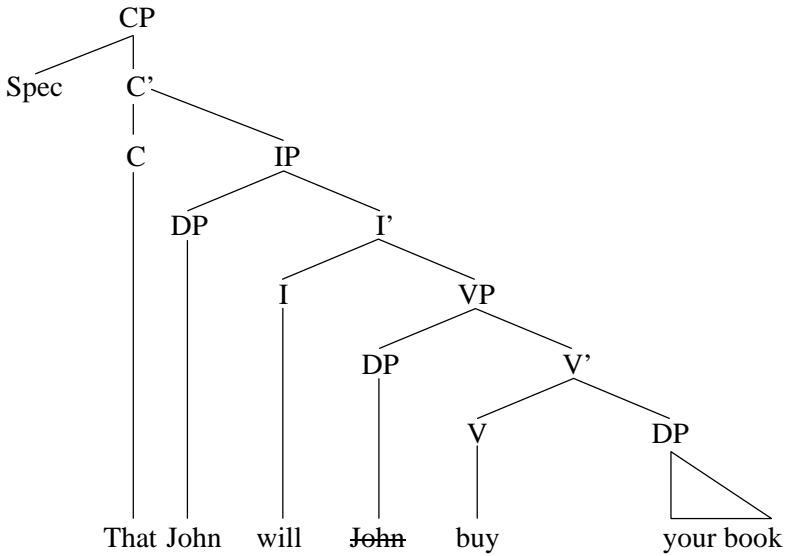 CP
Spec C’
C IP
DP I’
I VP
DP V’
V DP
That John will John buy your book